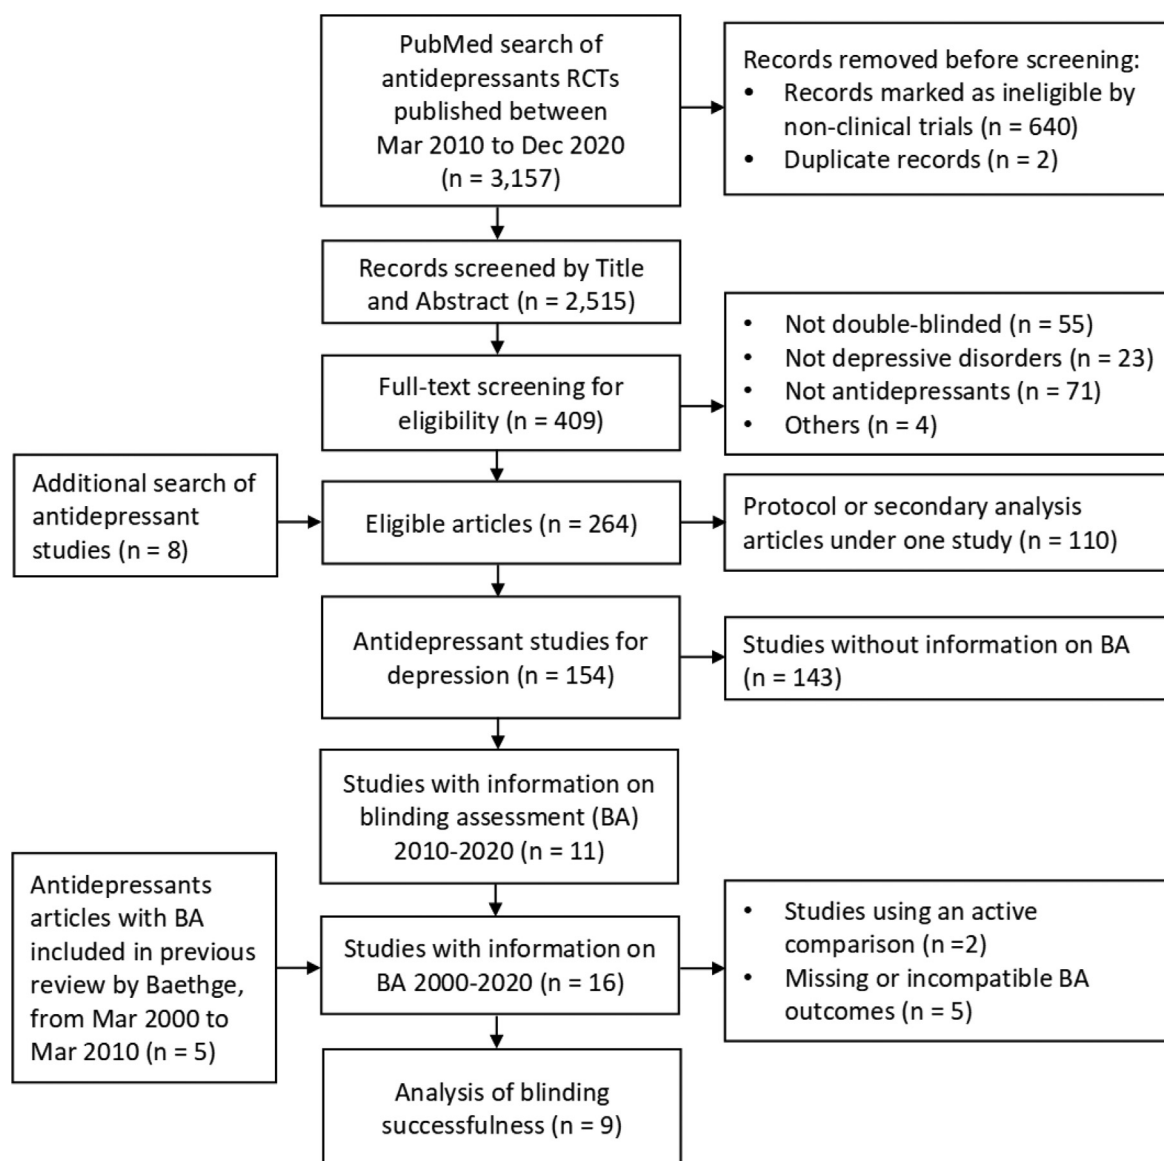 PubMed search of
antidepressants RCTs
published between
Mar 2010 to Dec 2020
(n = 3,157)
Records removed before screening:
• Records marked as ineligible by
non-clinical trials (n = 640)
• Duplicate records (n = 2)
Records screened by Title
and Abstract (n = 2,515)
Full-text screening for
eligibility (n = 409)
• Not double-blinded (n = 55)
• Not depressive disorders (n = 23)
• Not antidepressants (n = 71)
• Others (n = 4)
Additional search of
antidepressant
studies (n = 8)
Eligible articles (n = 264)
Protocol or secondary analysis
articles under one study (n = 110)
Antidepressant studies for
depression (n = 154)
Studies without information on BA
(n = 143)
Studies with information on
blinding assessment (BA)
2010-2020 (n = 11)
Antidepressants
articles with BA
included in previous
review by Baethge,
from Mar 2000 to
Mar 2010 (n = 5)
Studies with information on
BA 2000-2020 (n = 16)
• Studies using an active
comparison (n =2)
• Missing or incompatible BA
outcomes (n = 5)
Analysis of blinding
successfulness (n = 9)